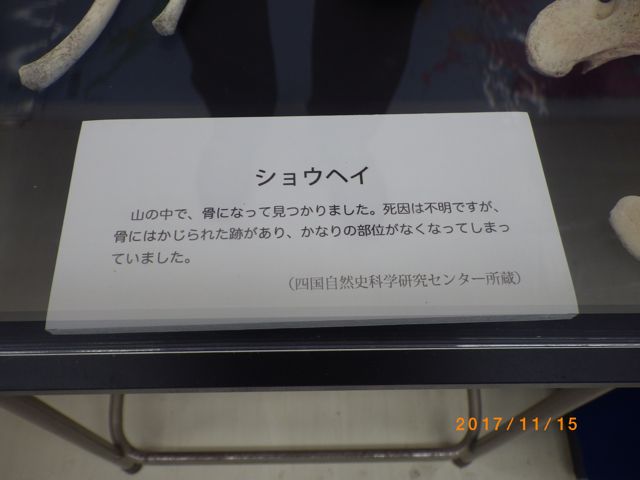 ショウヘイ
山の中で、骨になって見つかりました。死因は不明ですが、
骨にはかじられた跡があり、かなりの部位がなくなってしまっ
ていました。
（四国自然史科学研究センター所蔵）
2017/11/15